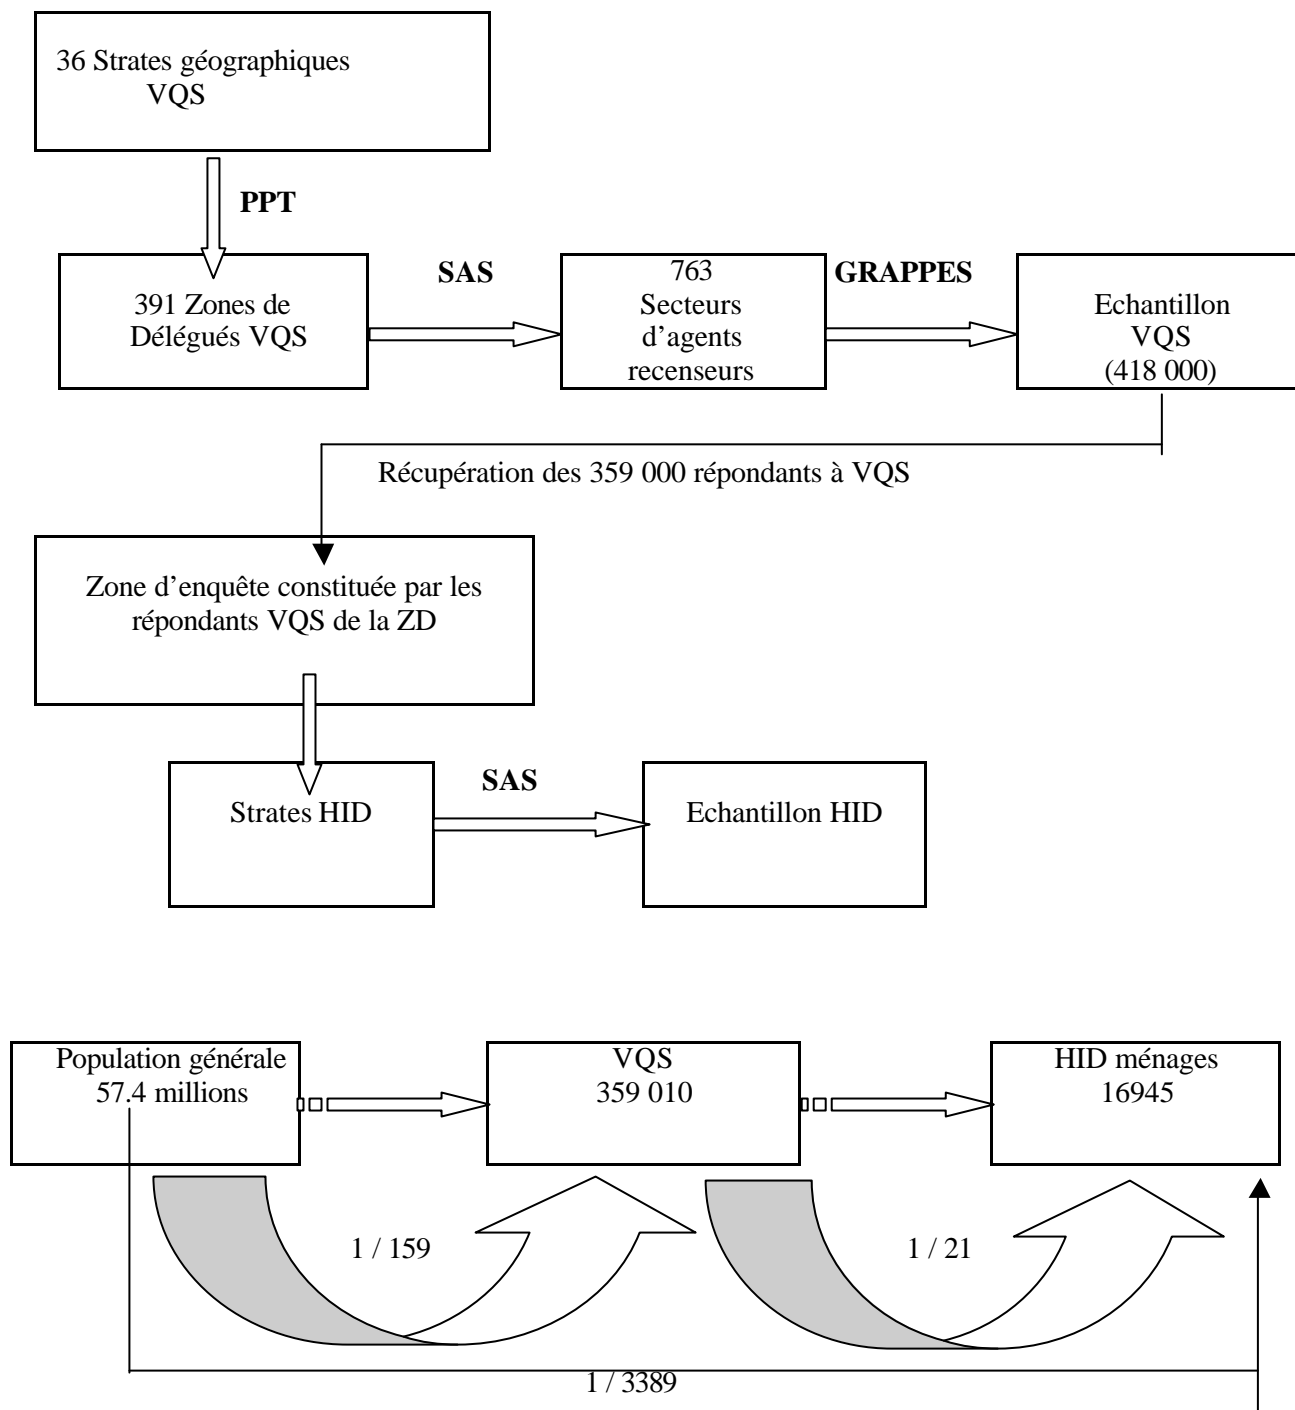 36 Strates géographiques
VQS
PPT
391 Zones de
Délégués VQS
SAS
763
Secteurs
d’agents
recenseurs
GRAPPES
Echantillon
VQS
(418 000)
Récupération des 359 000 répondants à VQS
Zone d’enquête constituée par les
répondants VQS de la ZD
Strates HID
SAS
Echantillon HID
Population générale
57.4 millions
VQS
359 010
HID ménages
16945
1 / 159
1 / 21
1 / 3389